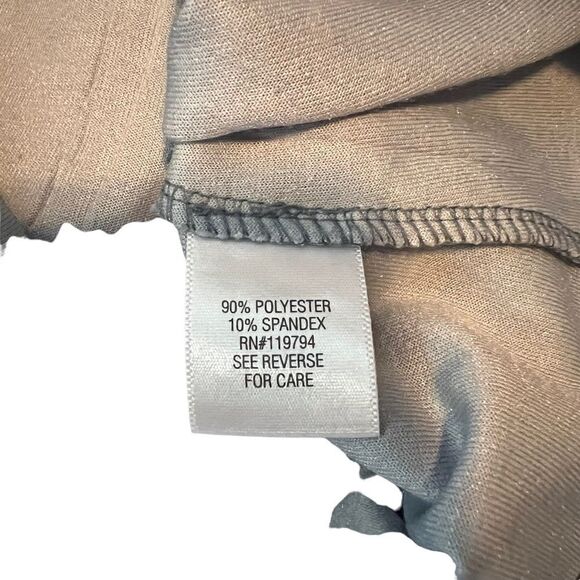 90% POLYESTER
10% SPANDEX
RN#119794
SEE REVERSE
FOR CARE